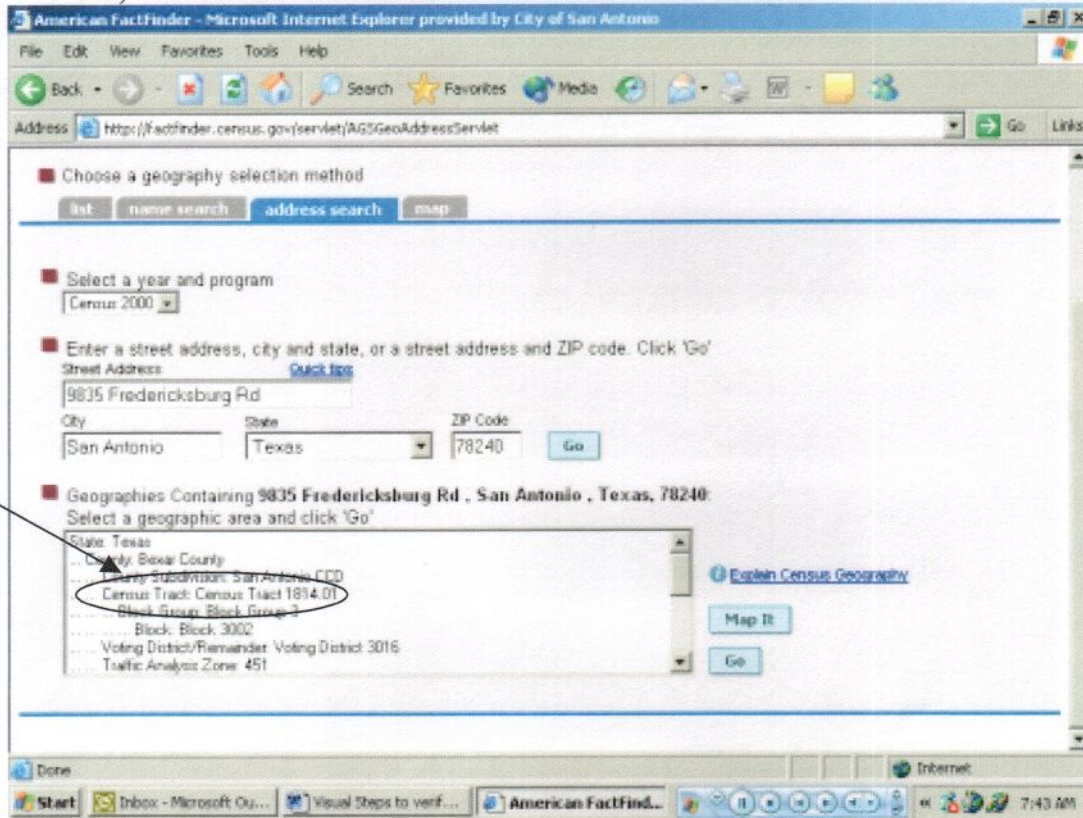 American FactFinder - Microsoft Internet Explorer provided by City of San Antonio
File Edit View Favorites Tools Help
Back Search Favorites Media
Address http://factfinder.census.gov/servlet/AGSGeoAddressServlet Go Links
Choose a geography selection method
list name search address search map
Select a year and program
Census 2000
Enter a street address, city and state, or a street address and ZIP code. Click 'Go'
Street Address Quick tips
9835 Fredericksburg Rd
City State ZIP Code
San Antonio Texas 78240 Go
Geographies Containing 9835 Fredericksburg Rd , San Antonio , Texas, 78240:
Select a geographic area and click 'Go'
State: Texas
.. County: Bexar County
.... County Subdivision: San Antonio CCD
.... Census Tract: Census Tract 1814.01
...... Block Group: Block Group 3
........ Block: Block 3002
.... Voting District/Remainder: Voting District 3016
.... Traffic Analysis Zone: 451
Explain Census Geography
Map It
Go
Done Internet
Start Inbox - Microsoft Ou... Visual Steps to verif... American FactFind... 7:43 AM